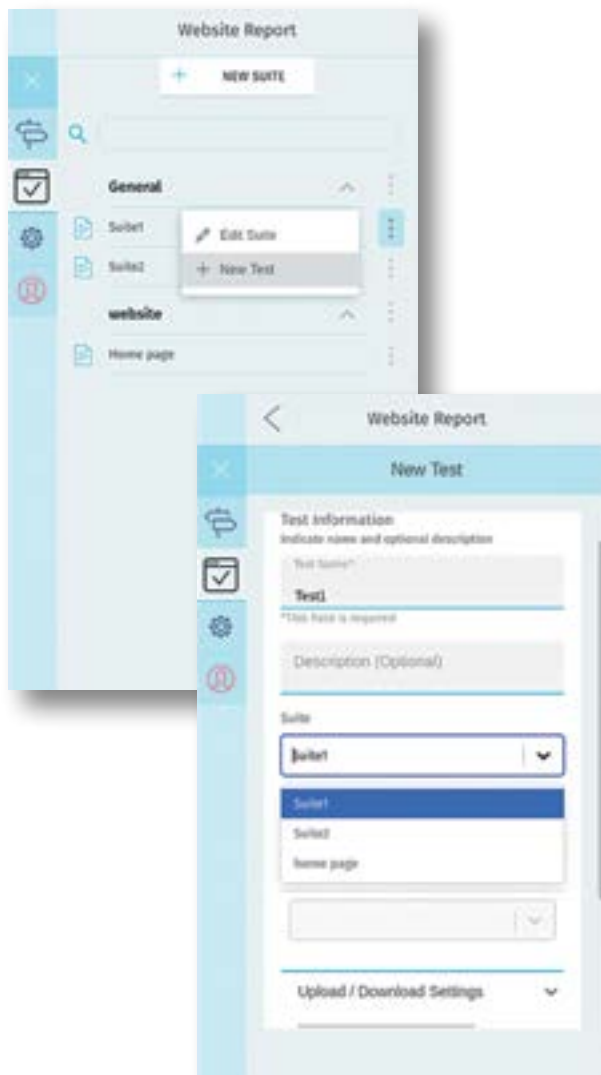 Website Report
+ NEW SUITE
General
Suite1
Edit Suite
Suite2
+ New Test
website
Home page
Website Report
New Test
Test Information
Indicate name and optional description
Test Name*
Test1
*This field is required
Description (Optional)
Suite
Suite1
Suite1
Suite2
home page
Upload / Download Settings